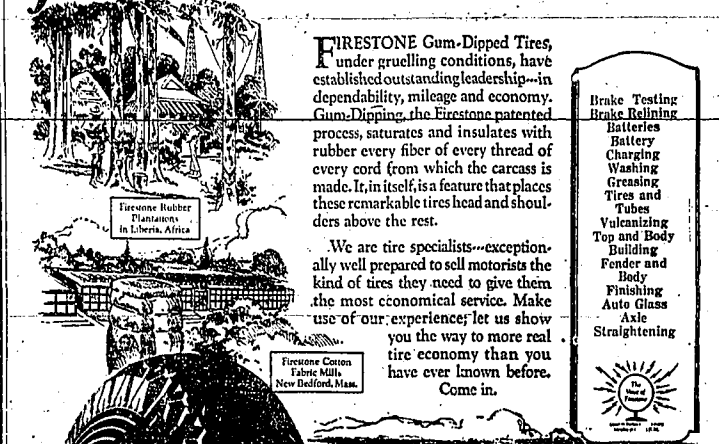 FIRESTONE Gum-Dipped Tires,
under gruelling conditions, have
established outstanding leadership---in
dependability, mileage and economy.
Gum-Dipping, the Firestone patented
process, saturates and insulates with
rubber every fiber of every thread of
every cord from which the carcass is
made. It, in itself, is a feature that places
these remarkable tires head and shoul-
ders above the rest.
We are tire specialists---exception-
ally well prepared to sell motorists the
kind of tires they need to give them
the most economical service. Make
use of our experience; let us show
you the way to more real
tire economy than you
have ever known before.
Come in.
Firestone Rubber
Plantations
in Liberia, Africa
Firestone Cotton
Fabric Mills
New Bedford, Mass.
Brake Testing
Brake Relining
Batteries
Battery
Charging
Washing
Greasing
Tires and
Tubes
Vulcanizing
Top and Body
Building
Fender and
Body
Finishing
Auto Glass
Axle
Straightening
The
Voice of
Firestone